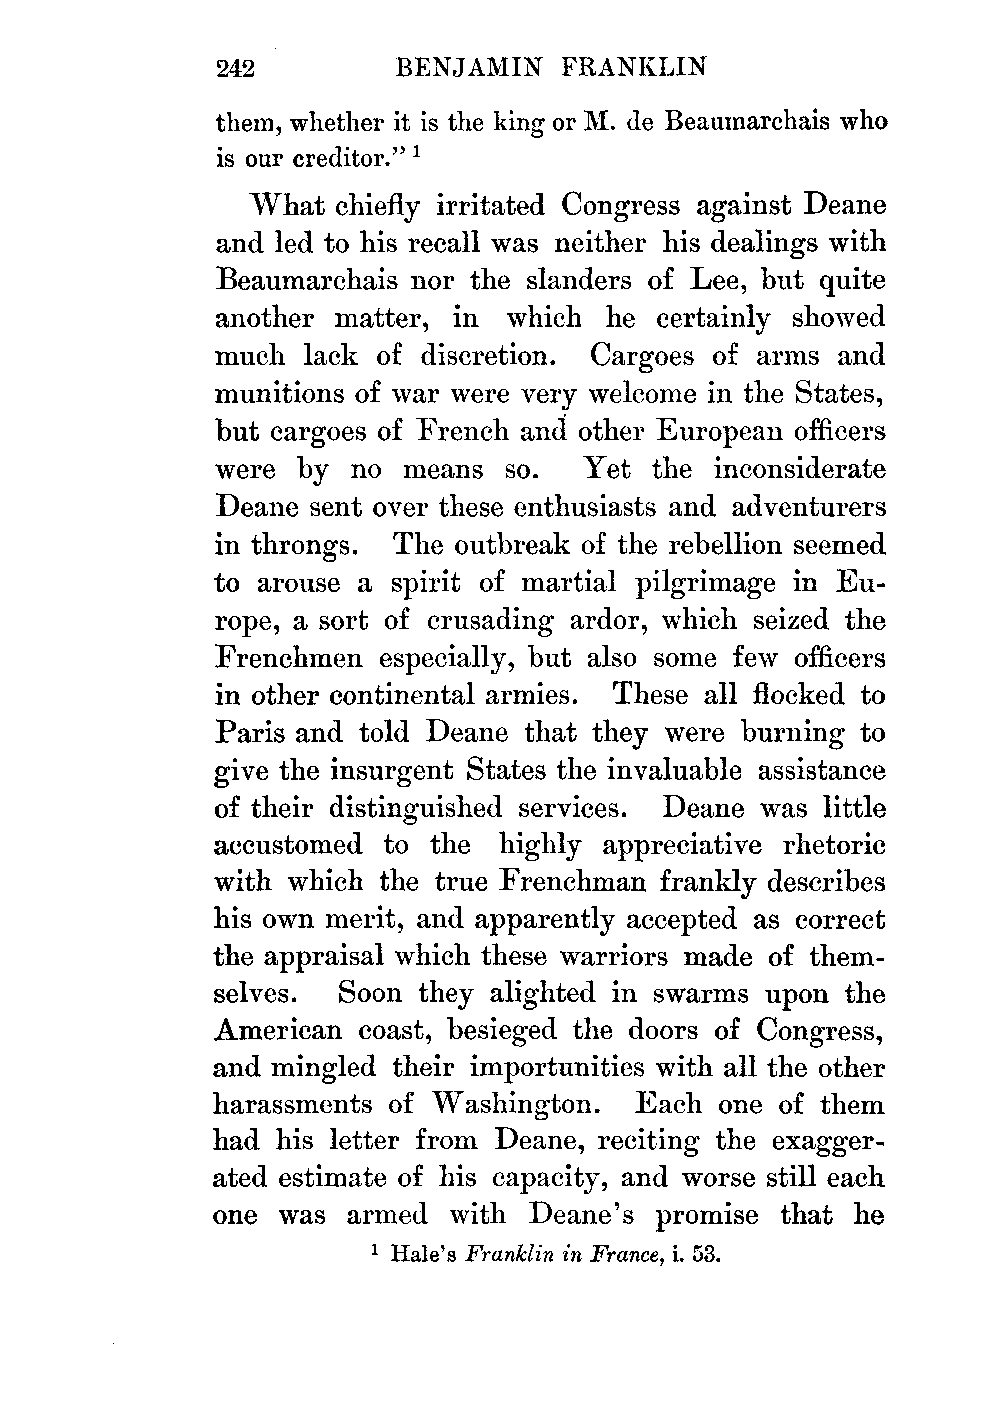 242 BENJAMIN FRANKLIN
them, whether it is the king or M. de Beaumarchais who
is our creditor." ¹
What chiefly irritated Congress against Deane
and led to his recall was neither his dealings with
Beaumarchais nor the slanders of Lee, but quite
another matter, in which he certainly showed
much lack of discretion. Cargoes of arms and
munitions of war were very welcome in the States,
but cargoes of French and other European officers
were by no means so. Yet the inconsiderate
Deane sent over these enthusiasts and adventurers
in throngs. The outbreak of the rebellion seemed
to arouse a spirit of martial pilgrimage in Eu-
rope, a sort of crusading ardor, which seized the
Frenchmen especially, but also some few officers
in other continental armies. These all flocked to
Paris and told Deane that they were burning to
give the insurgent States the invaluable assistance
of their distinguished services. Deane was little
accustomed to the highly appreciative rhetoric
with which the true Frenchman frankly describes
his own merit, and apparently accepted as correct
the appraisal which these warriors made of them-
selves. Soon they alighted in swarms upon the
American coast, besieged the doors of Congress,
and mingled their importunities with all the other
harassments of Washington. Each one of them
had his letter from Deane, reciting the exagger-
ated estimate of his capacity, and worse still each
one was armed with Deane's promise that he
¹ Hale's Franklin in France, i. 53.